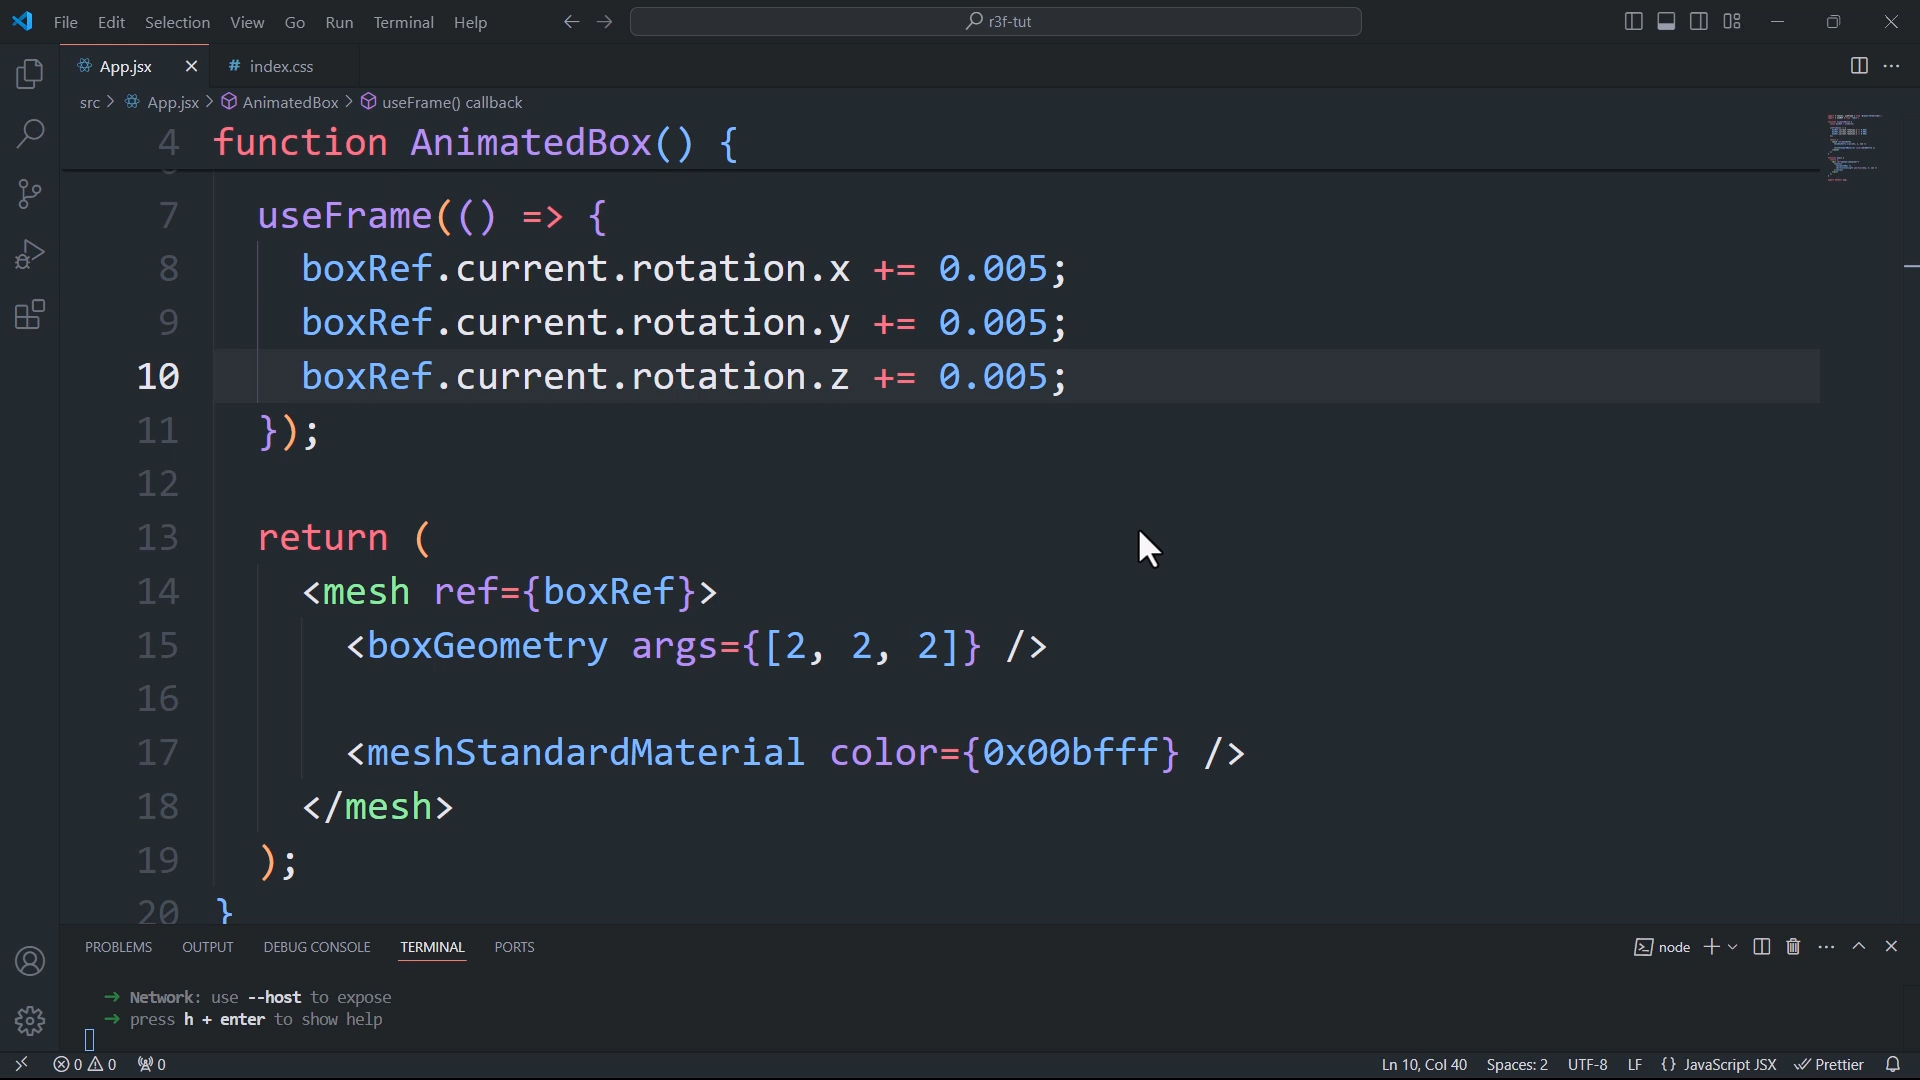 File Edit Selection View Go Run Terminal Help r3f-tut
App.jsx # index.css
src > App.jsx > AnimatedBox > useFrame() callback
4 function AnimatedBox() {
7 useFrame(() => {
8 boxRef.current.rotation.x += 0.005;
9 boxRef.current.rotation.y += 0.005;
10 boxRef.current.rotation.z += 0.005;
11 });
12
13 return (
14 <mesh ref={boxRef}>
15 <boxGeometry args={[2, 2, 2]} />
16
17 <meshStandardMaterial color={0x00bfff} />
18 </mesh>
19 );
20 }
PROBLEMS OUTPUT DEBUG CONSOLE TERMINAL PORTS node
➜ Network: use --host to expose
➜ press h + enter to show help
0 0 0 Ln 10, Col 40 Spaces: 2 UTF-8 LF {} JavaScript JSX Prettier